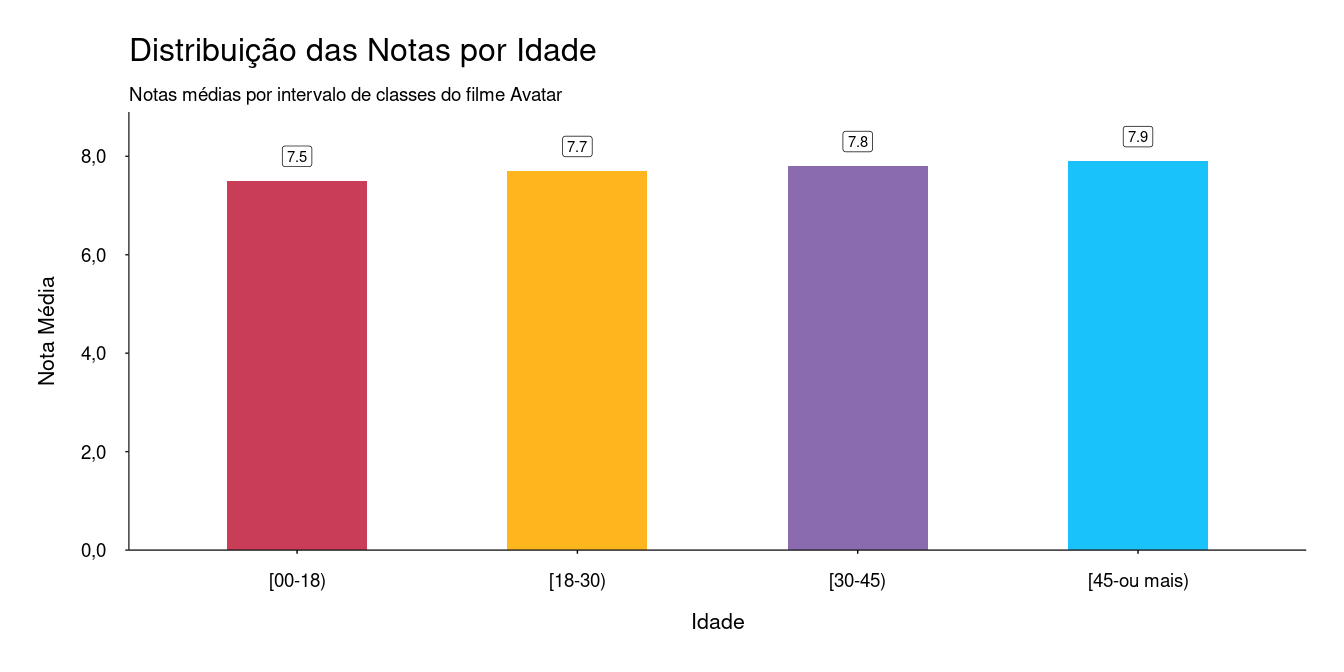 Distribuição das Notas por Idade
Notas médias por intervalo de classes do filme Avatar
7.5
7.7
7.8
7.9
8,0
6,0
4,0
2,0
0,0
Nota Média
[00-18)
[18-30)
[30-45)
[45-ou mais)
Idade